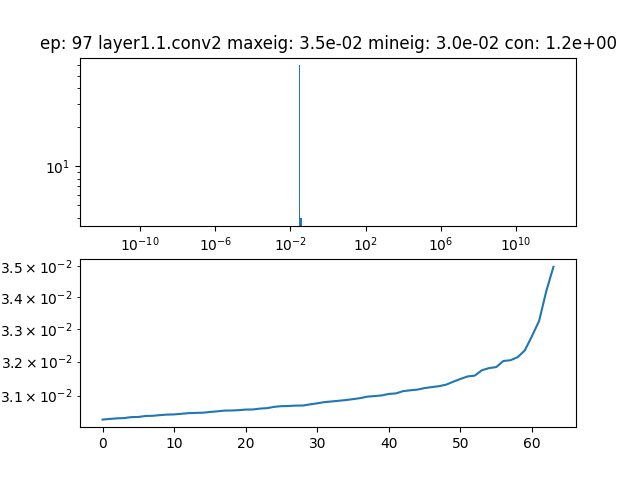 ep: 97 layer1.1.conv2 maxeig: 3.5e-02 mineig: 3.0e-02 con: 1.2e+00
10¹
10⁻¹⁰ 10⁻⁶ 10⁻² 10² 10⁶ 10¹⁰
3.5 × 10⁻²
3.4 × 10⁻²
3.3 × 10⁻²
3.2 × 10⁻²
3.1 × 10⁻²
0 10 20 30 40 50 60